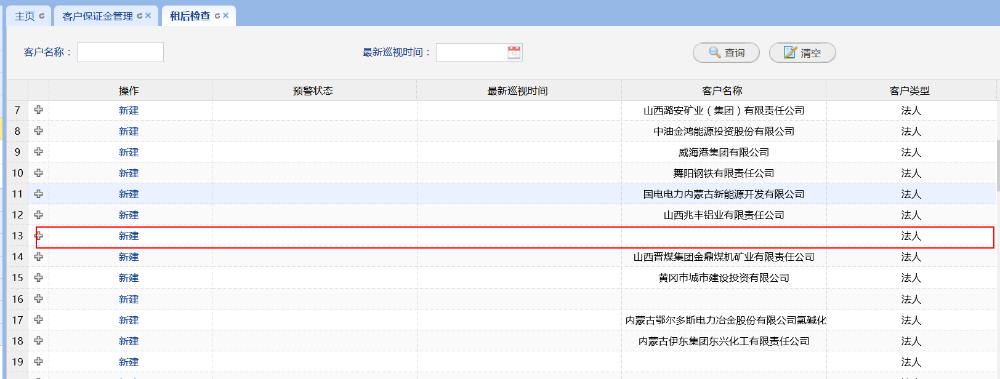 主页 客户保证金管理 租后检查
客户名称： 最新巡视时间： 查询 清空
操作 预警状态 最新巡视时间 客户名称 客户类型
7 新建 山西潞安矿业（集团）有限责任公司 法人
8 新建 中油金鸿能源投资股份有限公司 法人
9 新建 威海港集团有限公司 法人
10 新建 舞阳钢铁有限责任公司 法人
11 新建 国电电力内蒙古新能源开发有限公司 法人
12 新建 山西兆丰铝业有限责任公司 法人
13 新建 法人
14 新建 山西晋煤集团金鼎煤机矿业有限责任公司 法人
15 新建 黄冈市城市建设投资有限公司 法人
16 新建 法人
17 新建 内蒙古鄂尔多斯电力冶金股份有限公司氯碱化 法人
18 新建 内蒙古伊东集团东兴化工有限责任公司 法人
19 新建 法人